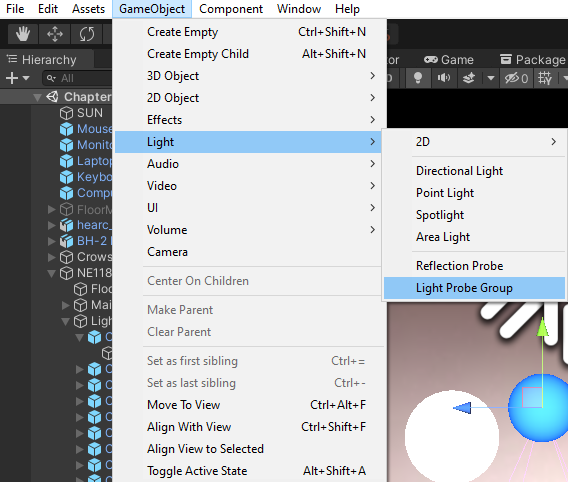 File Edit Assets GameObject Component Window Help
Hierarchy
Game
Package
All
Create Empty Ctrl+Shift+N
Create Empty Child Alt+Shift+N
3D Object
2D Object
Effects
Light
Audio
Video
UI
Volume
Camera
Center On Children
Make Parent
Clear Parent
Set as first sibling Ctrl+=
Set as last sibling Ctrl+-
Move To View Ctrl+Alt+F
Align With View Ctrl+Shift+F
Align View to Selected
Toggle Active State Alt+Shift+A
2D
Directional Light
Point Light
Spotlight
Area Light
Reflection Probe
Light Probe Group
0
Chapter
SUN
Mouse
Monito
Laptop
Keybo
Compu
FloorM
hearc_
BH-2
Crows
NE118
Floo
Mai
Ligh